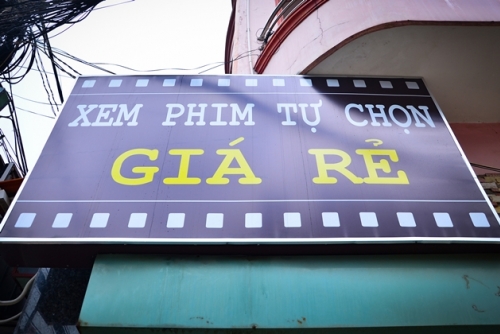 XEM PHIM TỰ CHỌN
GIÁ RẺ